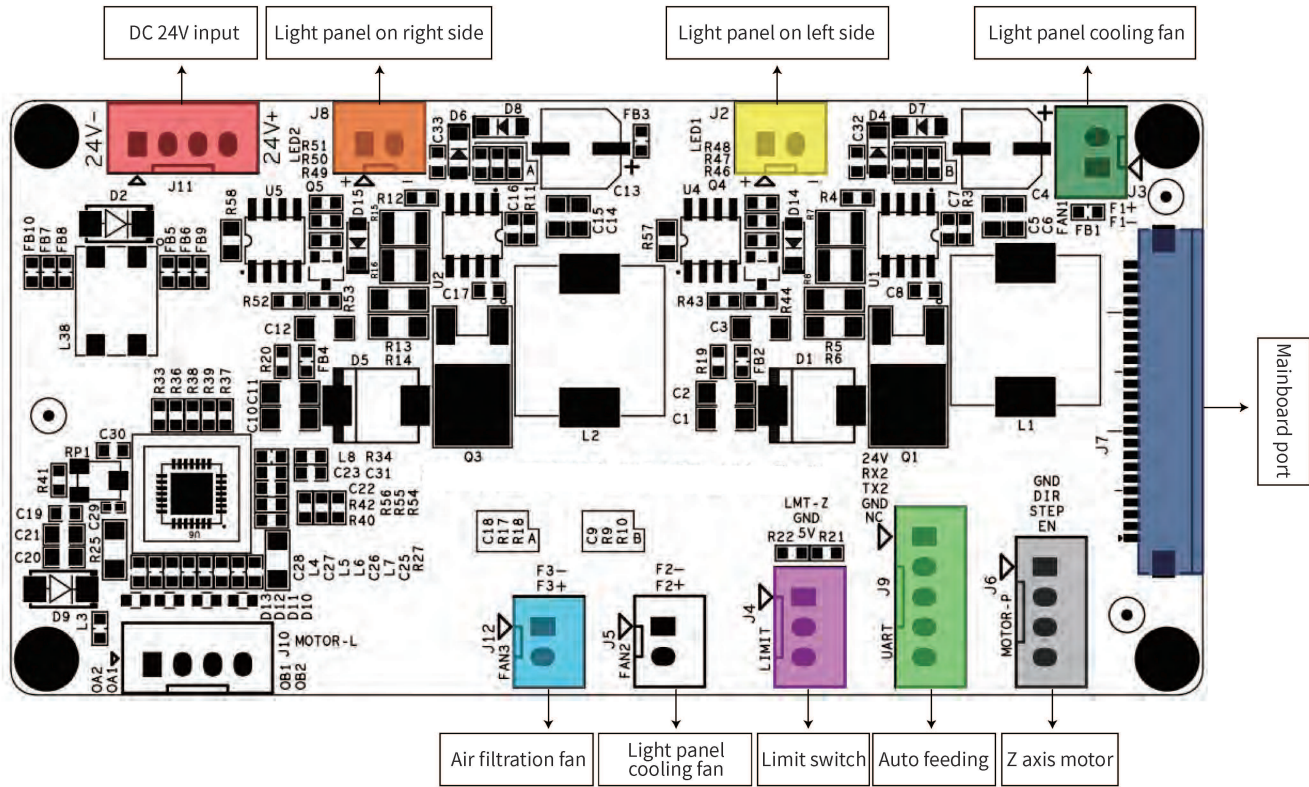 DC 24V input
Light panel on right side
Light panel on left side
Light panel cooling fan
24V-
24V+
J11
J8
LED2
R51
R50
R49
+
-
C33
D6
D8
A
FB3
+
C13
J2
LED1
R48
R47
R46
+
-
C32
D4
D7
B
+
C4
J3
FAN1
F1+
F1-
FB1
D2
R58
U5
Q5
D15
R12
R15
R16
C16
R11
C15
C14
R57
U4
Q4
D14
R4
R7
R8
C7
R3
C5
C6
FB10
FB7
FB8
FB5
FB6
FB9
L38
R52
R53
C12
U2
C17
R13
R14
R43
R44
C3
U1
C8
R5
R6
R20
FB4
D5
C11
C10
L2
Q3
R19
FB2
D1
C2
C1
L1
Q1
J7
Mainboard port
R33
R36
R38
R39
R37
C30
RP1
R41
C19
C21
C20
C29
R25
U6
L8 R34
C23 C31
C22
R42
R40
R56
R55
R54
C28
L4
C27
L5
L6
C26
L7
C25
R27
D13
D12
D11
D10
D9
L3
OA2
OA1
J10
MOTOR-L
OB1
OB2
C18
R17
R18
A
C9
R9
R10
B
F3-
F3+
J12
FAN3
F2-
F2+
J5
FAN2
LMT-Z
GND
5V
R22
R21
J4
LIMIT
24V
RX2
TX2
GND
NC
J9
UART
GND
DIR
STEP
EN
J6
MOTOR-P
Air filtration fan
Light panel
cooling fan
Limit switch
Auto feeding
Z axis motor